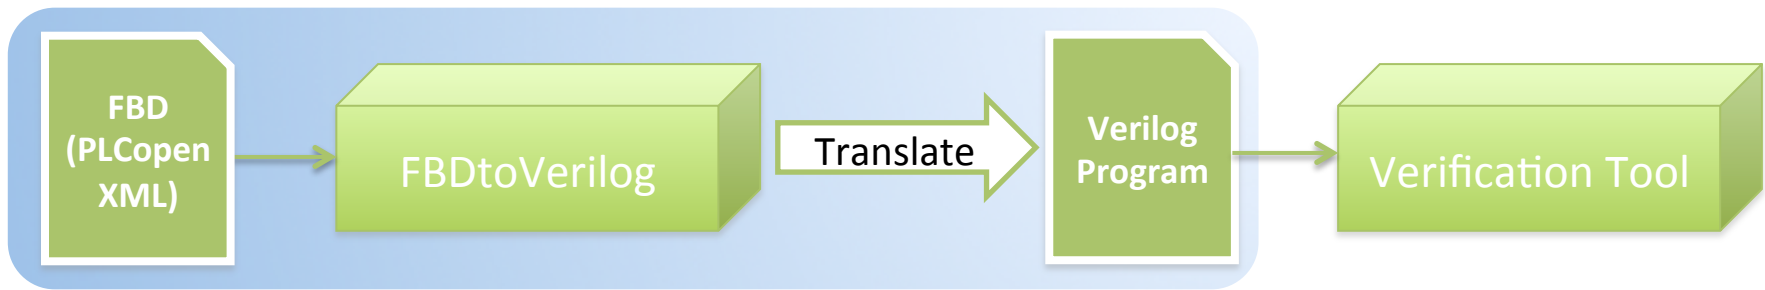 FBD
(PLCopen
XML)
FBDtoVerilog
Translate
Verilog
Program
Verification Tool